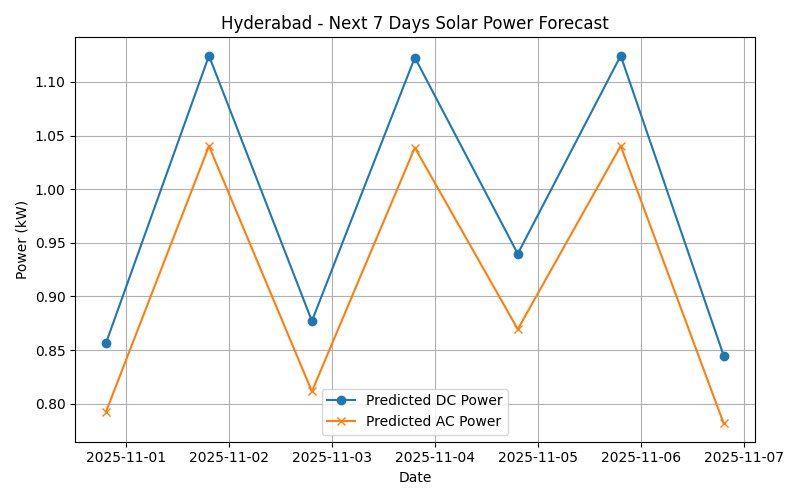 Hyderabad - Next 7 Days Solar Power Forecast
Power (kW)
1.10
1.05
1.00
0.95
0.90
0.85
0.80
Predicted DC Power
Predicted AC Power
2025-11-01 2025-11-02 2025-11-03 2025-11-04 2025-11-05 2025-11-06 2025-11-07
Date